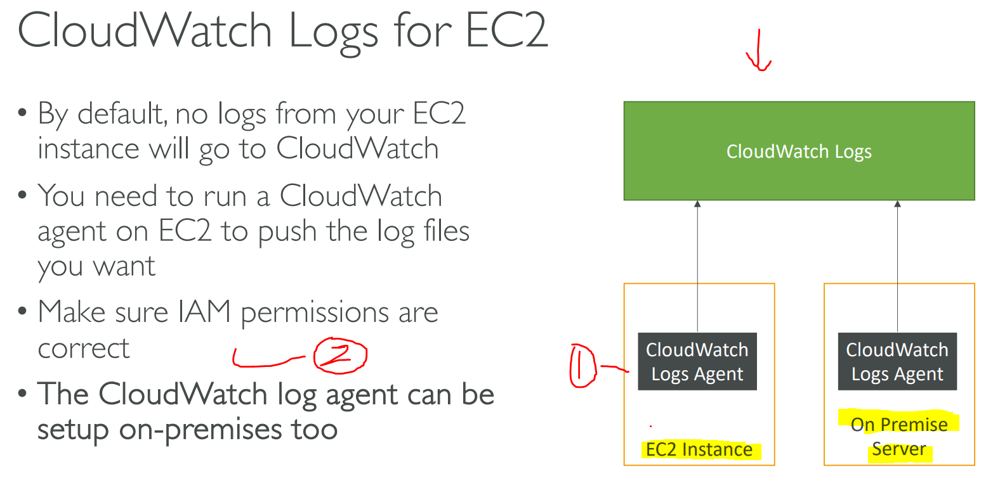 CloudWatch Logs for EC2
• By default, no logs from your EC2
instance will go to CloudWatch
• You need to run a CloudWatch
agent on EC2 to push the log files
you want
• Make sure IAM permissions are
correct
2
• The CloudWatch log agent can be
setup on-premises too
CloudWatch Logs
1
CloudWatch
Logs Agent
EC2 Instance
CloudWatch
Logs Agent
On Premise
Server